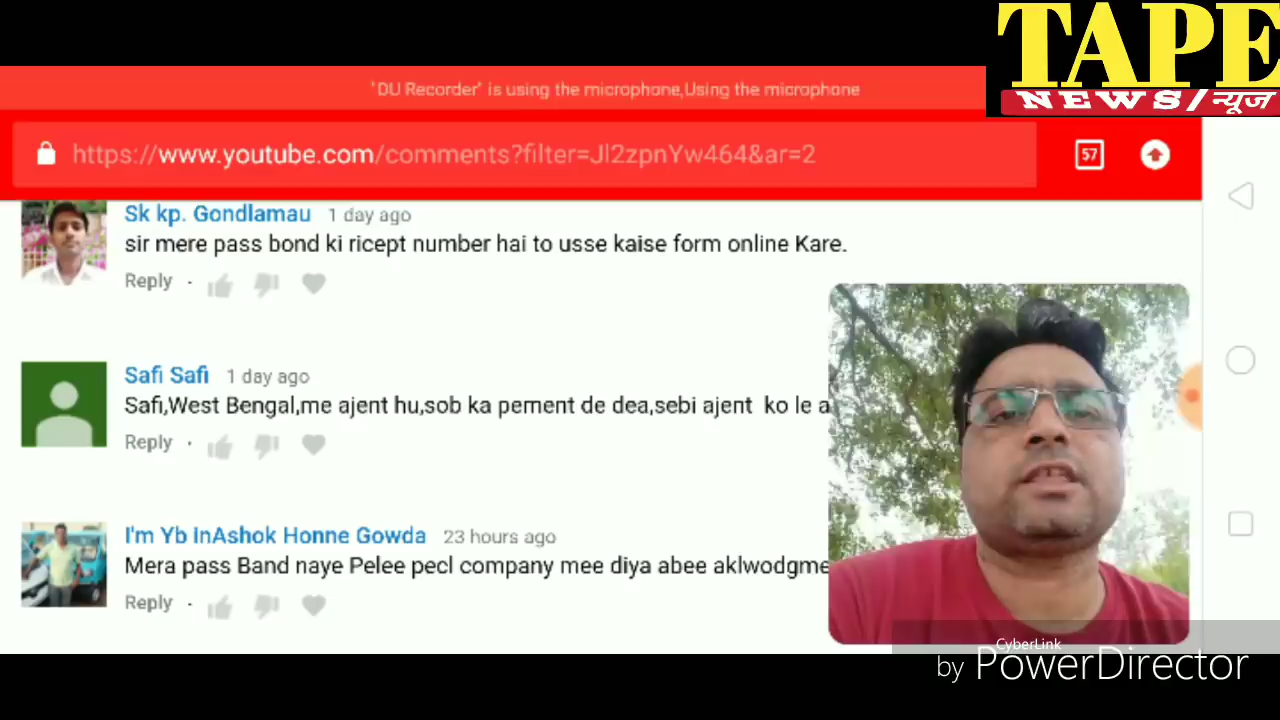 TAPE
NEWS/न्यूज
"DU Recorder" is using the microphone,Using the microphone
https://www.youtube.com/comments?filter=Jl2zpnYw464&ar=2
57
Sk kp. Gondlamau 1 day ago
sir mere pass bond ki ricept number hai to usse kaise form online Kare.
Reply ·
Safi Safi 1 day ago
Safi,West Bengal,me ajent hu,sob ka pement de dea,sebi ajent ko le a
Reply ·
I'm Yb InAshok Honne Gowda 23 hours ago
Mera pass Band naye Pelee pecl company mee diya abee aklwodgme
Reply ·
CyberLink
by PowerDirector